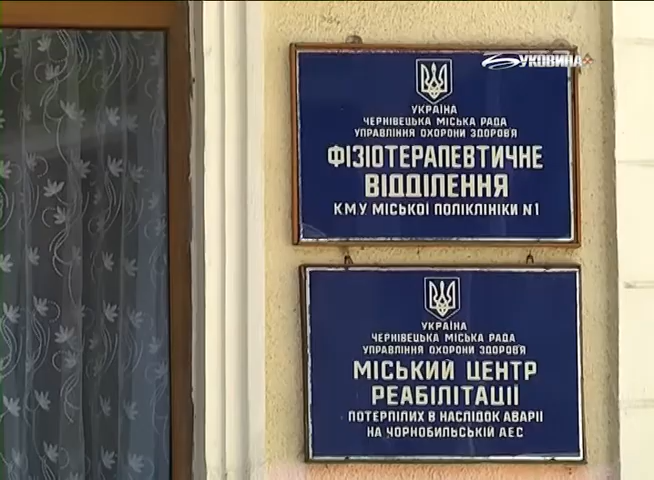 БУКОВИНА+
УКРАЇНА
ЧЕРНІВЕЦЬКА МІСЬКА РАДА
УПРАВЛІННЯ ОХОРОНИ ЗДОРОВ'Я
ФІЗІОТЕРАПЕВТИЧНЕ
ВІДДІЛЕННЯ
КМУ МІСЬКОЇ ПОЛІКЛІНІКИ N1
УКРАЇНА
ЧЕРНІВЕЦЬКА МІСЬКА РАДА
УПРАВЛІННЯ ОХОРОНИ ЗДОРОВ'Я
МІСЬКИЙ ЦЕНТР
РЕАБІЛІТАЦІЇ
ПОТЕРПІЛИХ В НАСЛІДОК АВАРІЇ
НА ЧОРНОБИЛЬСЬКІЙ АЕС